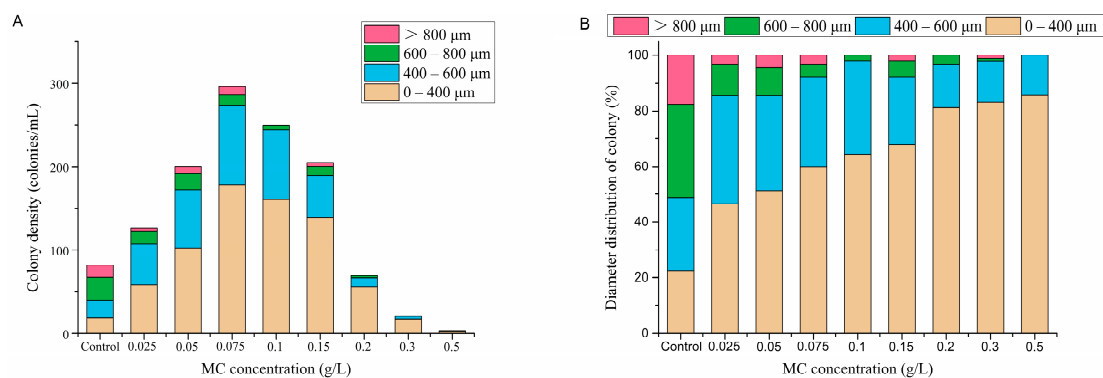 A
> 800 μm
600 – 800 μm
400 – 600 μm
0 – 400 μm
Colony density (colonies/mL)
300
200
100
0
Control 0.025 0.05 0.075 0.1 0.15 0.2 0.3 0.5
MC concentration (g/L)
B
> 800 μm 600 – 800 μm 400 – 600 μm 0 – 400 μm
Diameter distribution of colony (%)
100
80
60
40
20
0
Control 0.025 0.05 0.075 0.1 0.15 0.2 0.3 0.5
MC concentration (g/L)